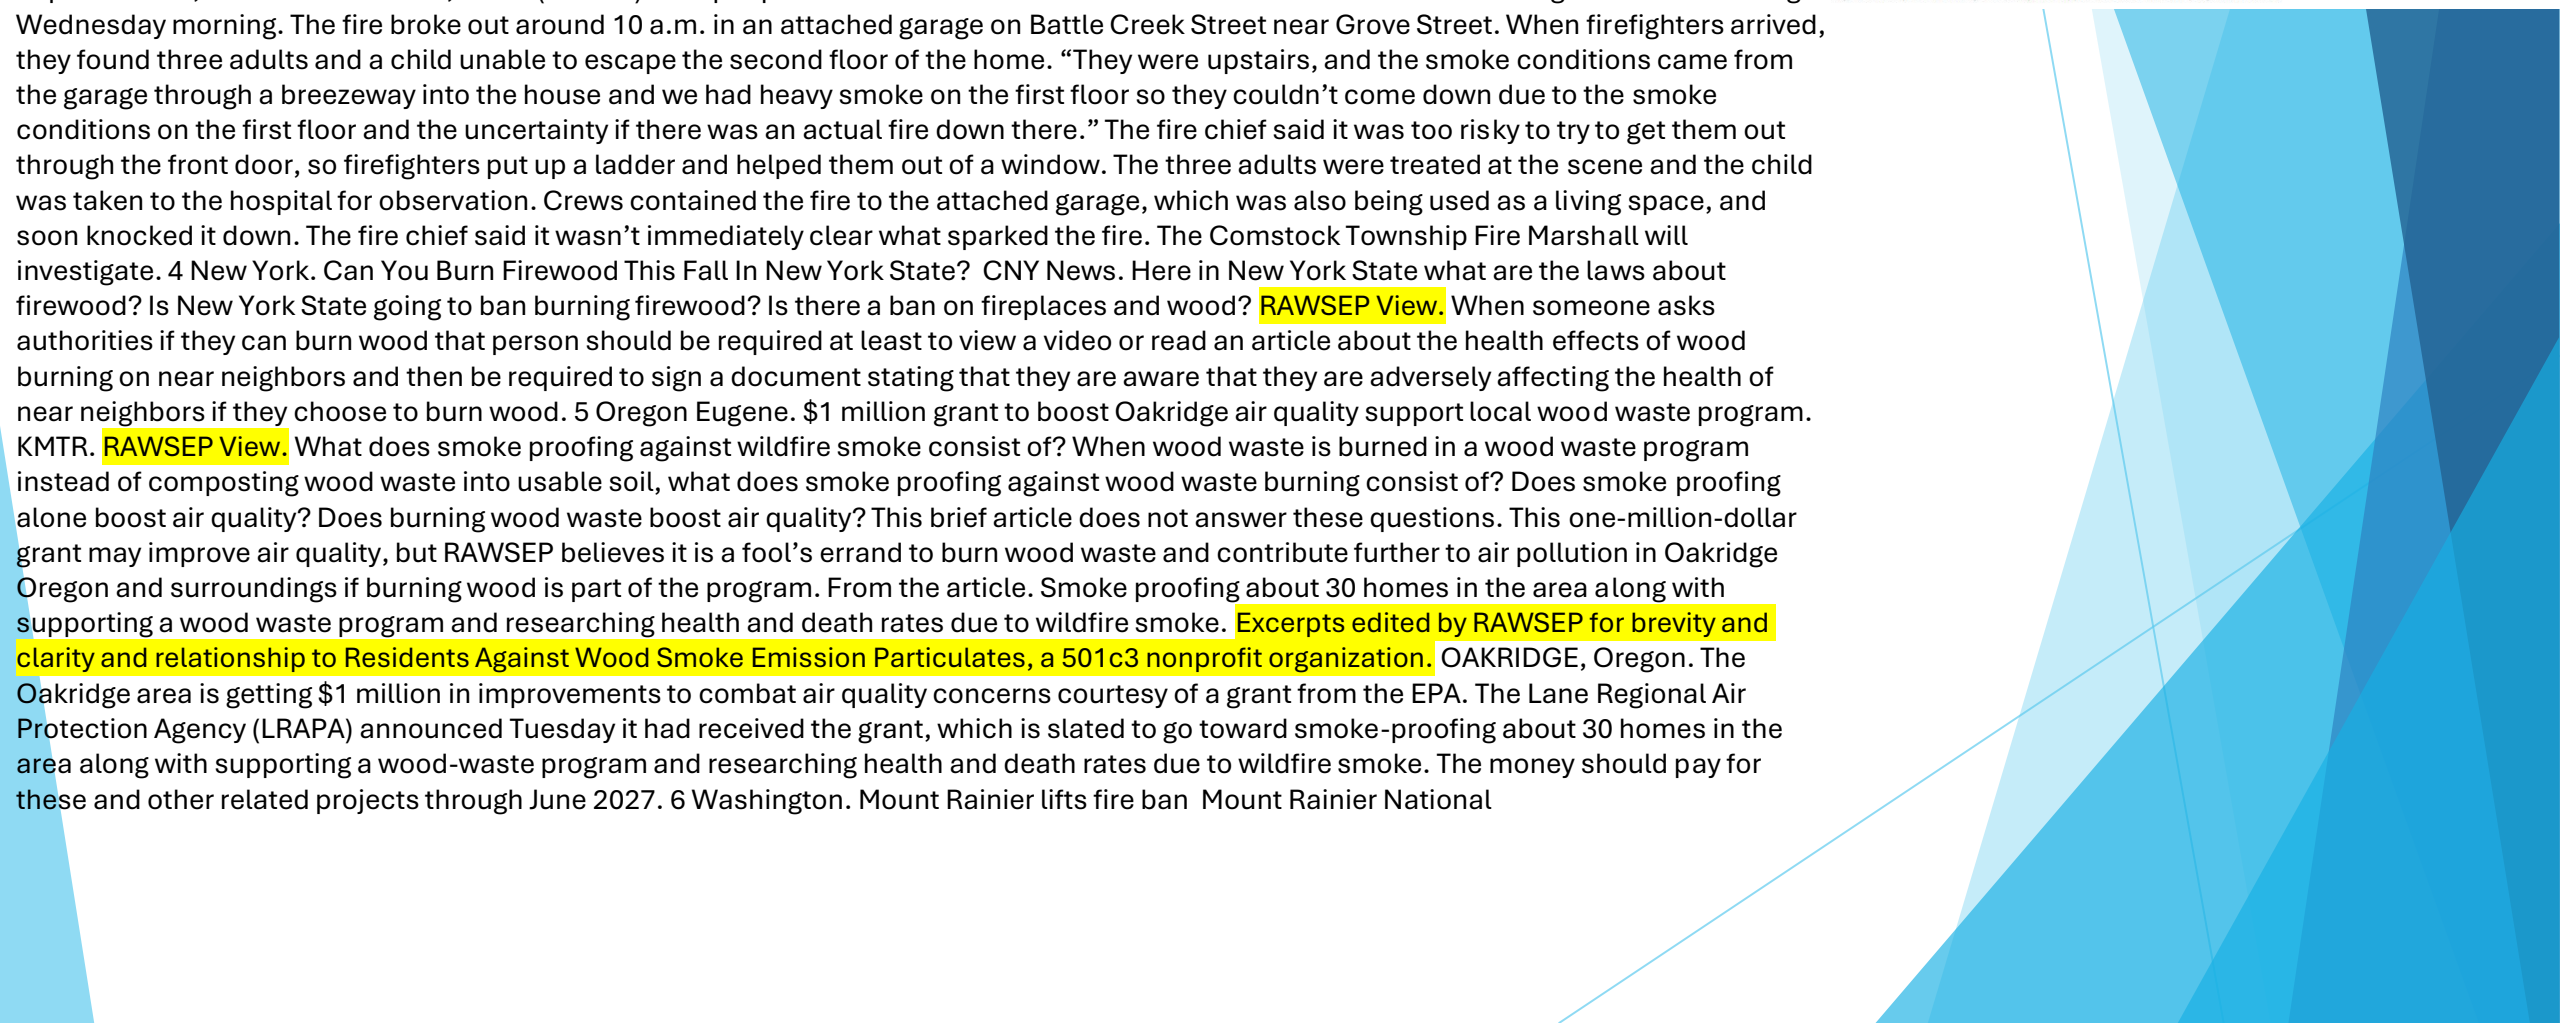 Wednesday morning. The fire broke out around 10 a.m. in an attached garage on Battle Creek Street near Grove Street. When firefighters arrived,
they found three adults and a child unable to escape the second floor of the home. “They were upstairs, and the smoke conditions came from
the garage through a breezeway into the house and we had heavy smoke on the first floor so they couldn’t come down due to the smoke
conditions on the first floor and the uncertainty if there was an actual fire down there.” The fire chief said it was too risky to try to get them out
through the front door, so firefighters put up a ladder and helped them out of a window. The three adults were treated at the scene and the child
was taken to the hospital for observation. Crews contained the fire to the attached garage, which was also being used as a living space, and
soon knocked it down. The fire chief said it wasn’t immediately clear what sparked the fire. The Comstock Township Fire Marshall will
investigate. 4 New York. Can You Burn Firewood This Fall In New York State?  CNY News. Here in New York State what are the laws about
firewood? Is New York State going to ban burning firewood? Is there a ban on fireplaces and wood? RAWSEP View. When someone asks
authorities if they can burn wood that person should be required at least to view a video or read an article about the health effects of wood
burning on near neighbors and then be required to sign a document stating that they are aware that they are adversely affecting the health of
near neighbors if they choose to burn wood. 5 Oregon Eugene. $1 million grant to boost Oakridge air quality support local wood waste program.
KMTR. RAWSEP View. What does smoke proofing against wildfire smoke consist of? When wood waste is burned in a wood waste program
instead of composting wood waste into usable soil, what does smoke proofing against wood waste burning consist of? Does smoke proofing
alone boost air quality? Does burning wood waste boost air quality? This brief article does not answer these questions. This one-million-dollar
grant may improve air quality, but RAWSEP believes it is a fool’s errand to burn wood waste and contribute further to air pollution in Oakridge
Oregon and surroundings if burning wood is part of the program. From the article. Smoke proofing about 30 homes in the area along with
supporting a wood waste program and researching health and death rates due to wildfire smoke. Excerpts edited by RAWSEP for brevity and
clarity and relationship to Residents Against Wood Smoke Emission Particulates, a 501c3 nonprofit organization. OAKRIDGE, Oregon. The
Oakridge area is getting $1 million in improvements to combat air quality concerns courtesy of a grant from the EPA. The Lane Regional Air
Protection Agency (LRAPA) announced Tuesday it had received the grant, which is slated to go toward smoke-proofing about 30 homes in the
area along with supporting a wood-waste program and researching health and death rates due to wildfire smoke. The money should pay for
these and other related projects through June 2027. 6 Washington. Mount Rainier lifts fire ban  Mount Rainier National